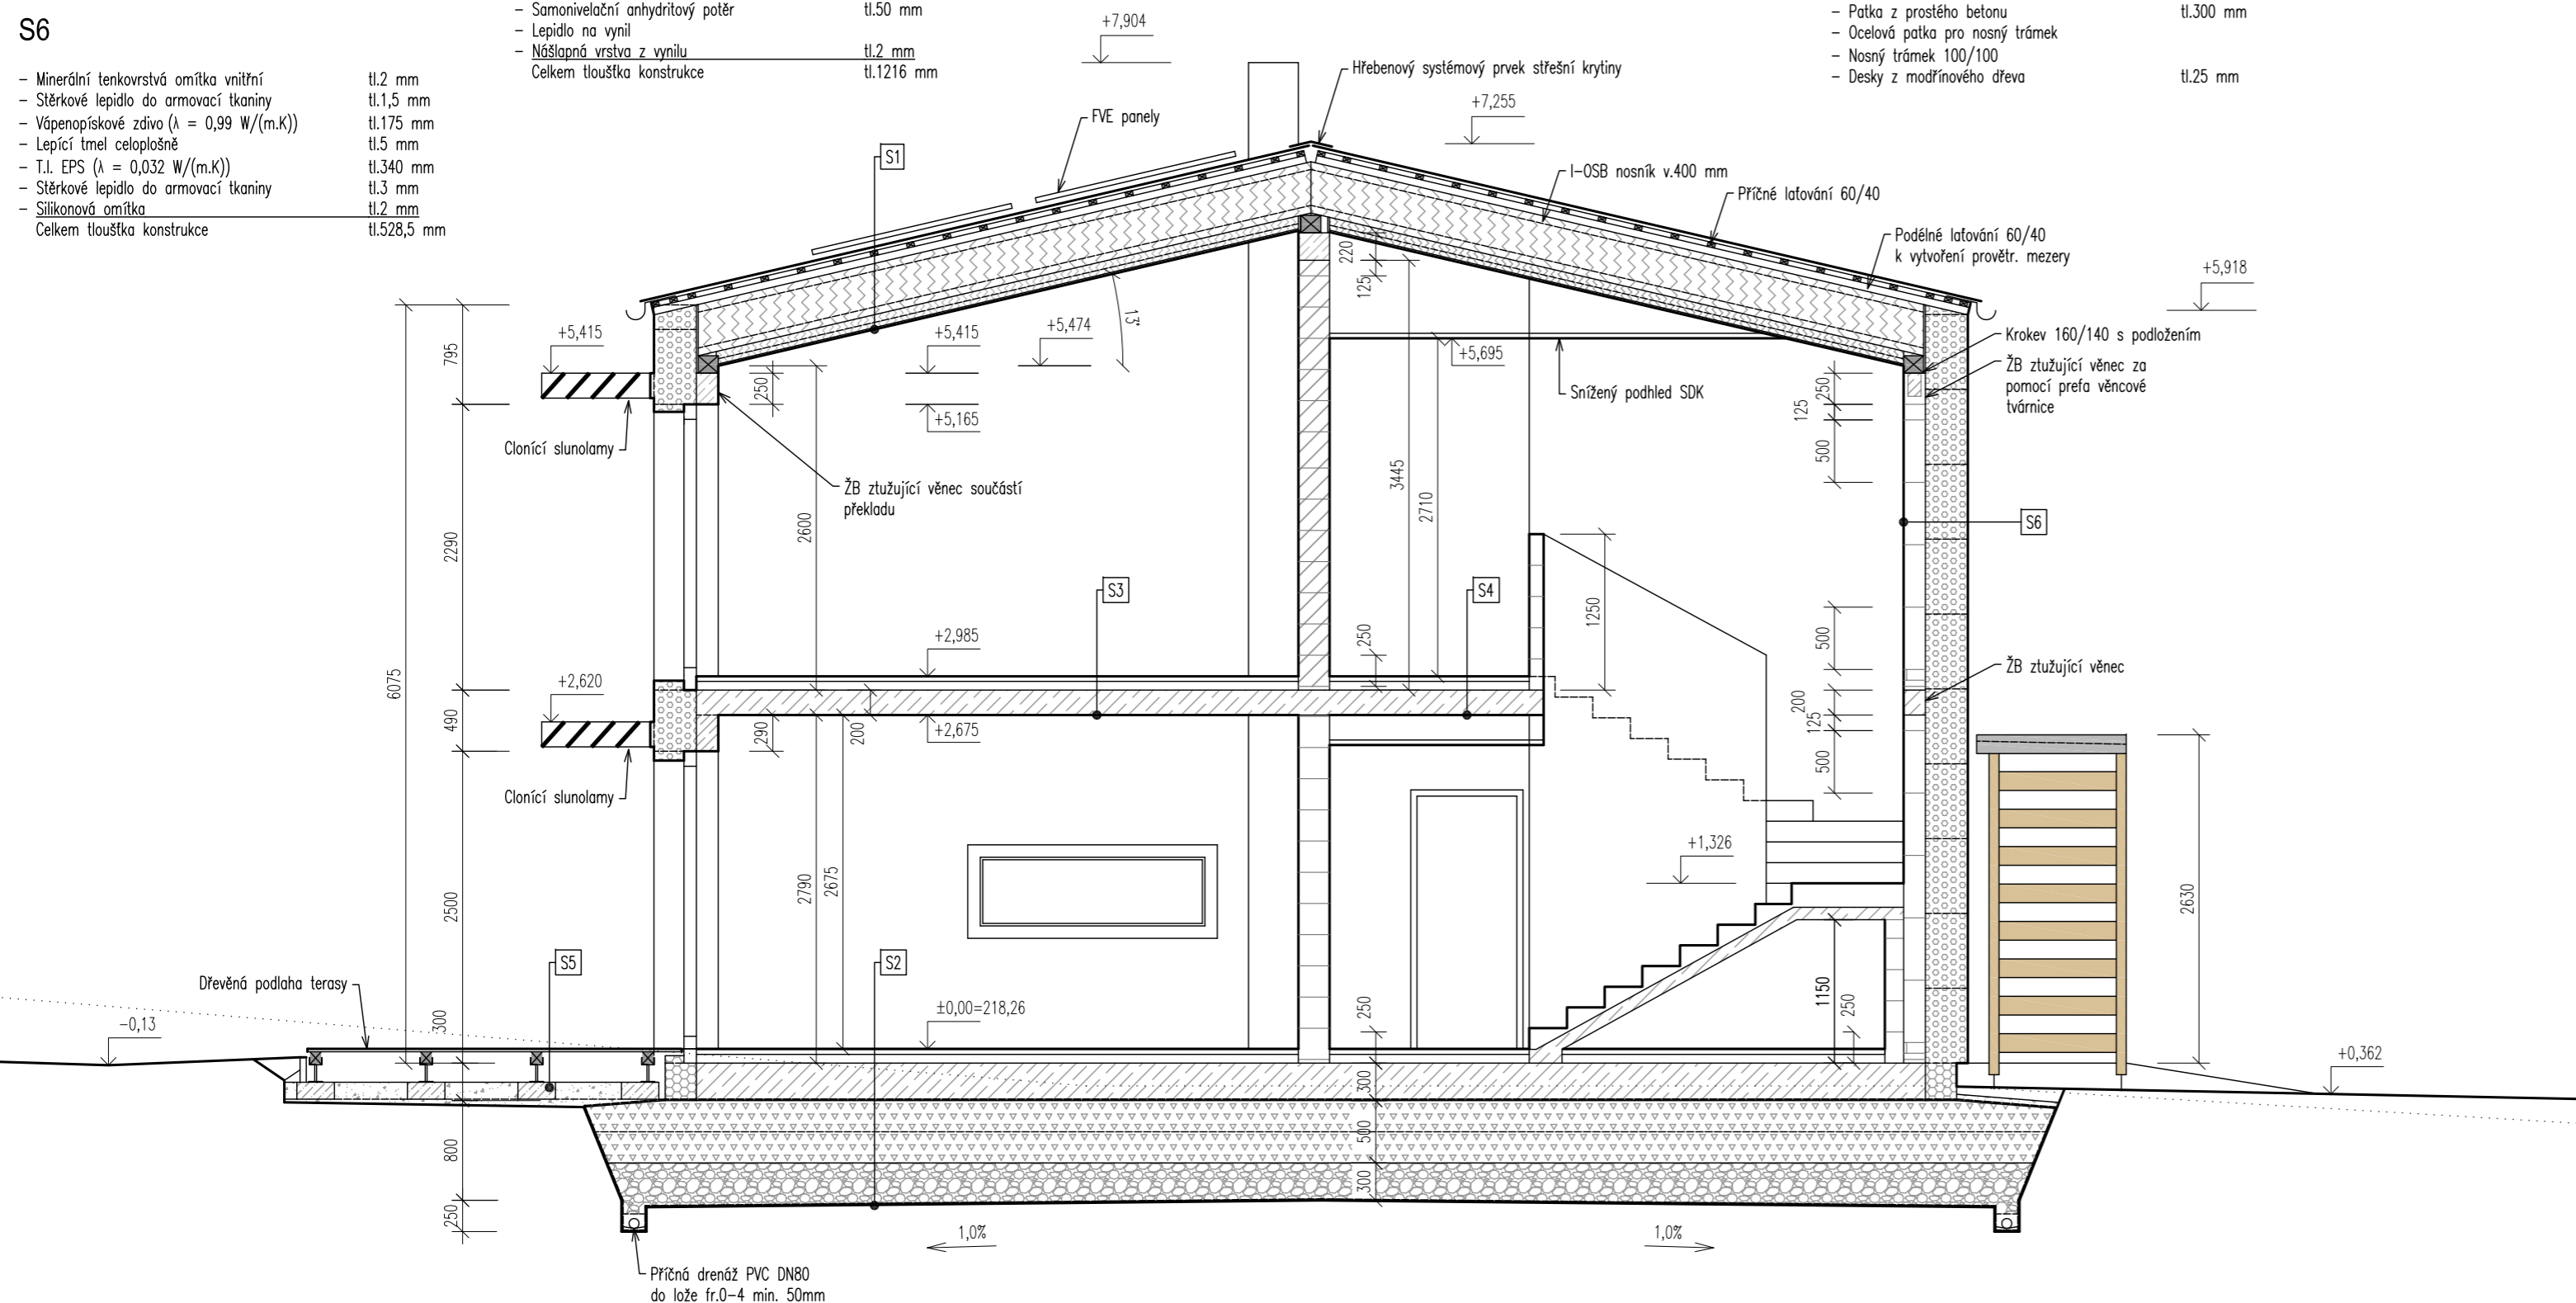 S6
– Minerální tenkovrstvá omítka vnitřní tl.2 mm
– Stěrkové lepidlo do armovací tkaniny tl.1,5 mm
– Vápenopískové zdivo (λ = 0,99 W/(m.K)) tl.175 mm
– Lepící tmel celoplošně tl.5 mm
– T.I. EPS (λ = 0,032 W/(m.K)) tl.340 mm
– Stěrkové lepidlo do armovací tkaniny tl.3 mm
– Silikonová omítka tl.2 mm
Celkem tloušťka konstrukce tl.528,5 mm
– Samonivelační anhydritový potěr tl.50 mm
– Lepidlo na vynil
– Nášlapná vrstva z vynilu tl.2 mm
Celkem tloušťka konstrukce tl.1216 mm
– Patka z prostého betonu tl.300 mm
– Ocelová patka pro nosný trámek
– Nosný trámek 100/100
– Desky z modřínového dřeva tl.25 mm
+7,904
Hřebenový systémový prvek střešní krytiny
+7,255
FVE panely
S1
I–OSB nosník v.400 mm
Příčné laťování 60/40
Podélné laťování 60/40
k vytvoření provětr. mezery
+5,918
220
125
13°
+5,415
+5,415
+5,474
+5,695
Krokev 160/140 s podložením
ŽB ztužující věnec za
pomocí prefa věncové
tvárnice
795
250
250
125
500
Snížený podhled SDK
+5,165
Clonící slunolamy
ŽB ztužující věnec součástí
překladu
3445
2710
2600
2290
S6
S3
S4
1250
250
500
+2,985
ŽB ztužující věnec
6075
+2,620
490
290
200
+2,675
200
125
500
Clonící slunolamy
+1,326
2790
2675
2500
2630
S5
S2
Dřevěná podlaha terasy
1150
250
250
±0,00=218,26
300
–0,13
+0,362
300
500
300
800
250
1,0%
1,0%
Příčná drenáž PVC DN80
do lože fr.0–4 min. 50mm